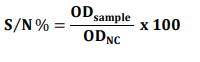 S/N % = OD_sample / OD_NC x 100